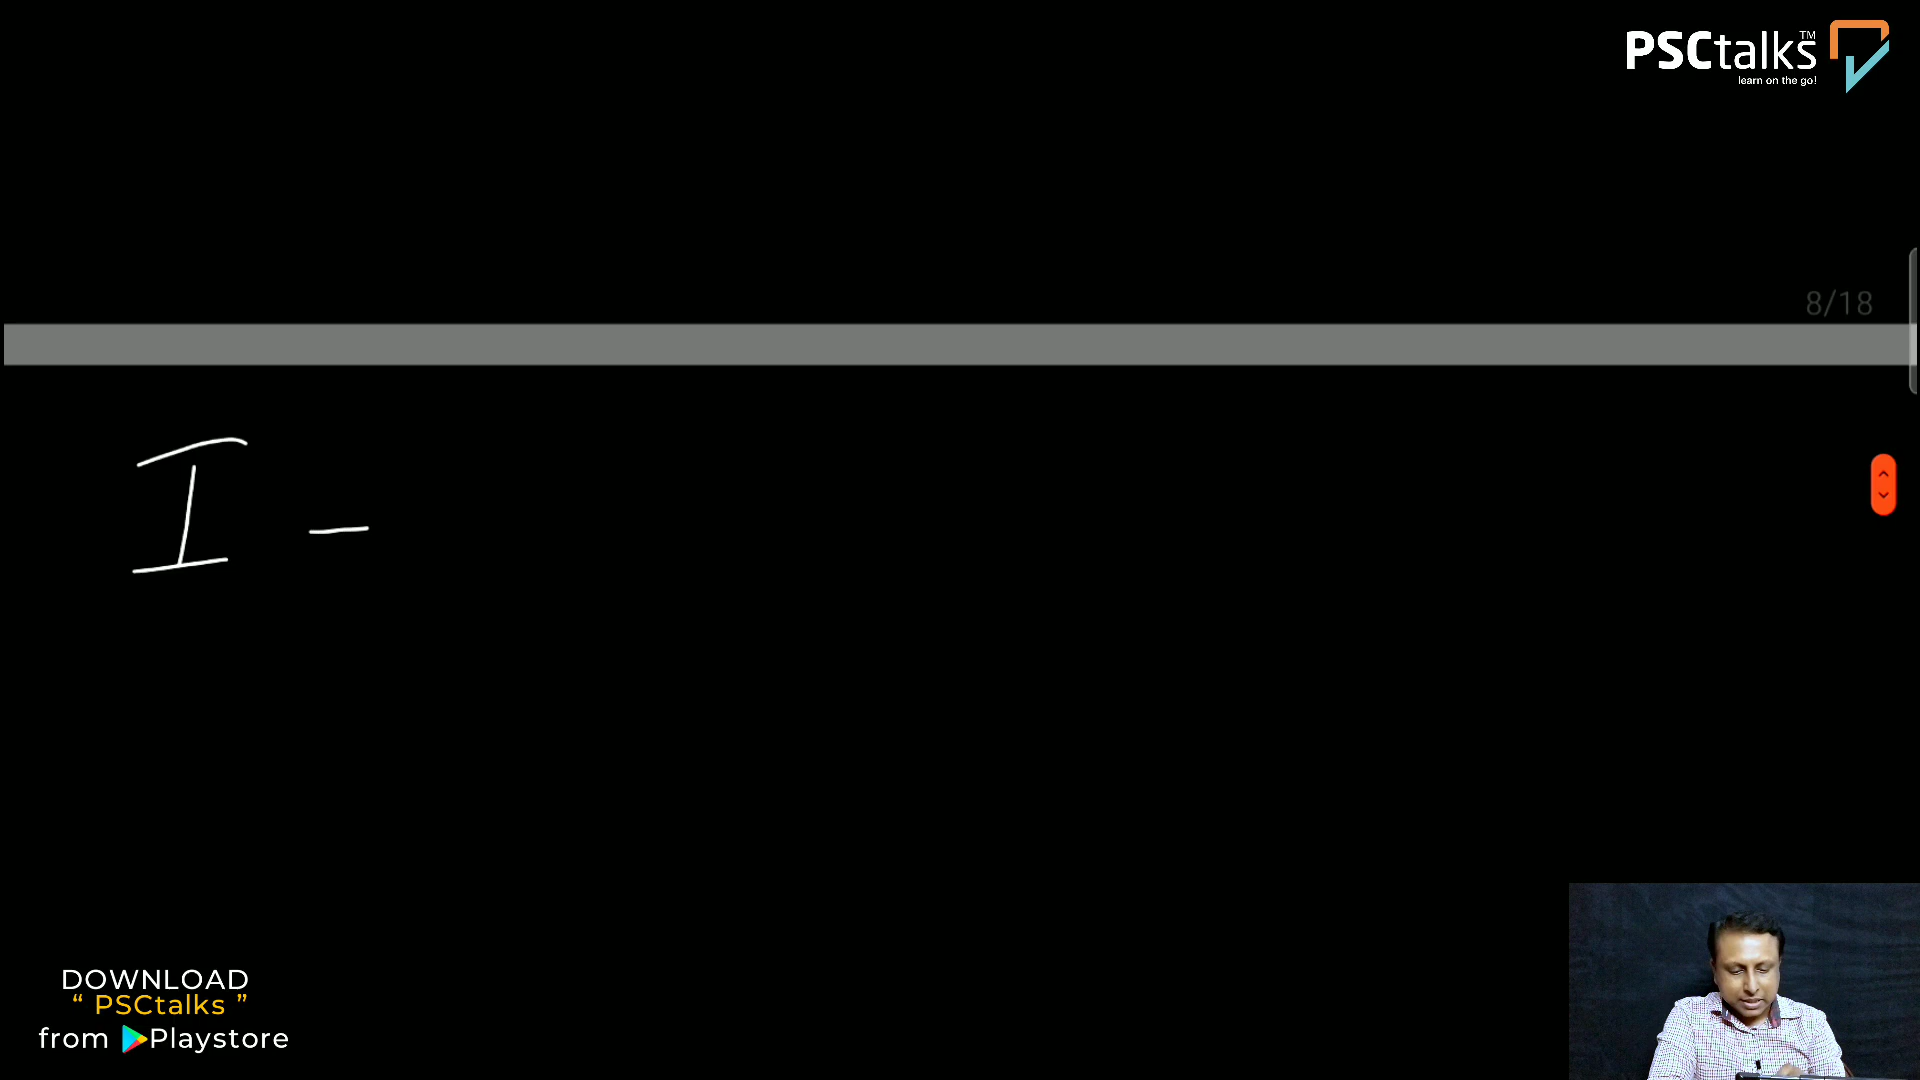 PSCtalks™
learn on the go!
8/18
I -
DOWNLOAD
“ PSCtalks ”
from Playstore